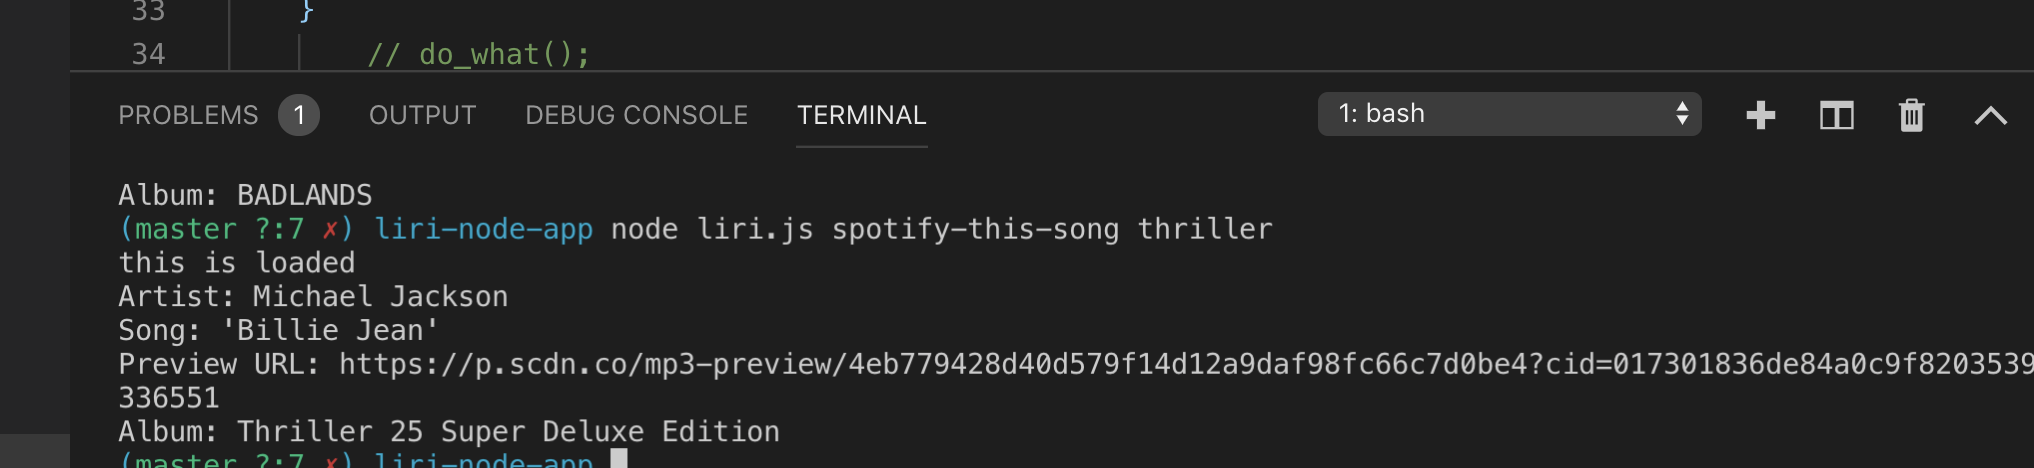 33 }
34 // do_what();
PROBLEMS 1 OUTPUT DEBUG CONSOLE TERMINAL 1: bash
Album: BADLANDS
(master ?:7 ✗) liri-node-app node liri.js spotify-this-song thriller
this is loaded
Artist: Michael Jackson
Song: 'Billie Jean'
Preview URL: https://p.scdn.co/mp3-preview/4eb779428d40d579f14d12a9daf98fc66c7d0be4?cid=017301836de84a0c9f8203539
336551
Album: Thriller 25 Super Deluxe Edition
(master ?:7 ✗) liri-node-app